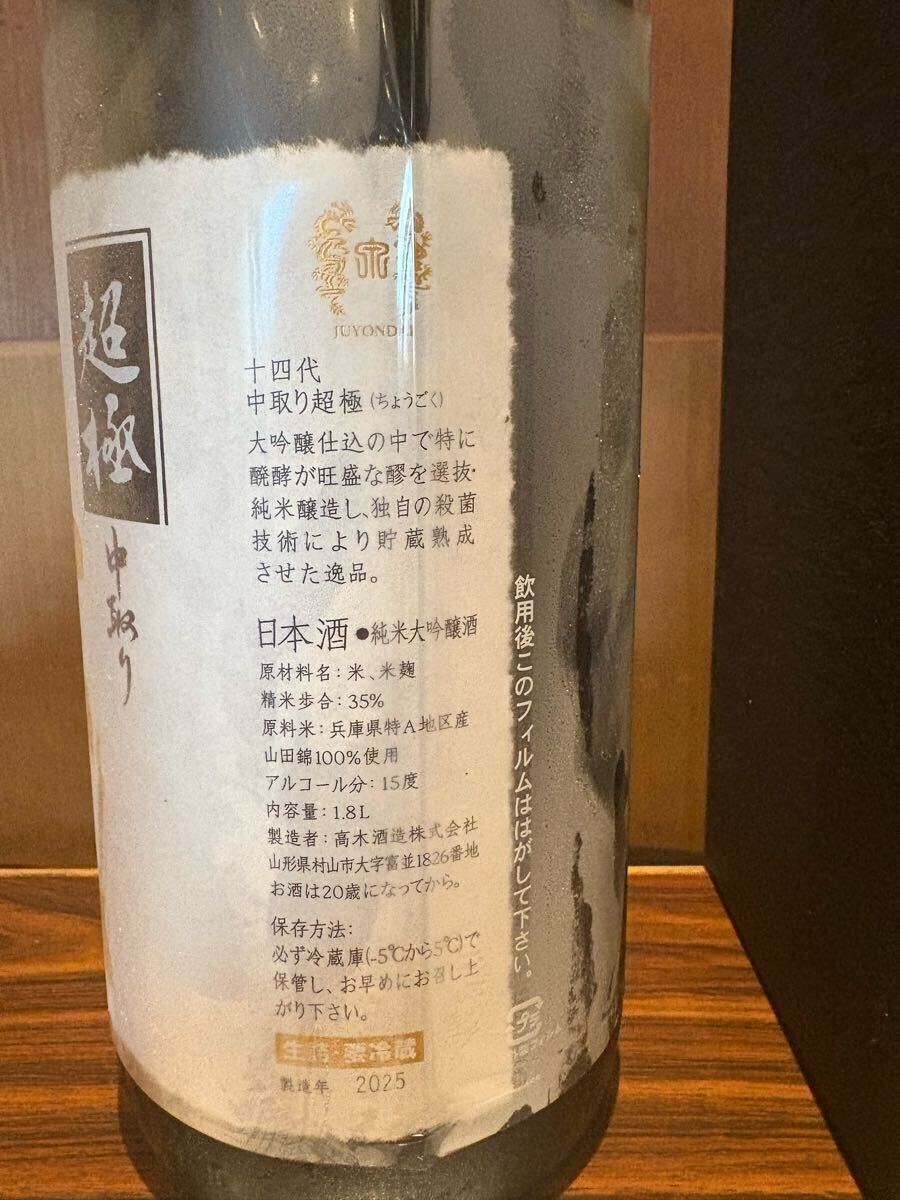 超極
中取り
JUYONDAI
十四代
中取り超極(ちょうごく)
大吟醸仕込の中で特に
醗酵が旺盛な醪を選抜・
純米醸造し、独自の殺菌
技術により貯蔵熟成
させた逸品。
日本酒●純米大吟醸酒
原材料名:米、米麹
精米歩合:35%
原料米:兵庫県特A地区産
山田錦100%使用
アルコール分:15度
内容量:1.8L
製造者:高木酒造株式会社
山形県村山市大字富並1826番地
お酒は20歳になってから。
保存方法:
必ず冷蔵庫(-5℃から5℃)で
保管し、お早めにお召し上
がり下さい。
生詰・要冷蔵
製造年 2025
飲用後このフィルムははがして下さい。
プラ